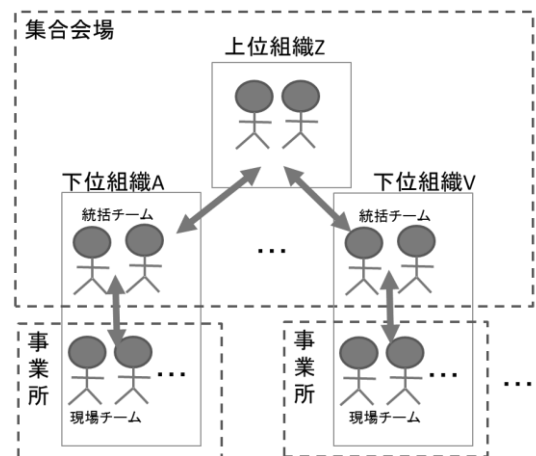 集合会場
上位組織Z
下位組織A
下位組織V
統括チーム
統括チーム
…
事業所
事業所
…
…
…
現場チーム
現場チーム